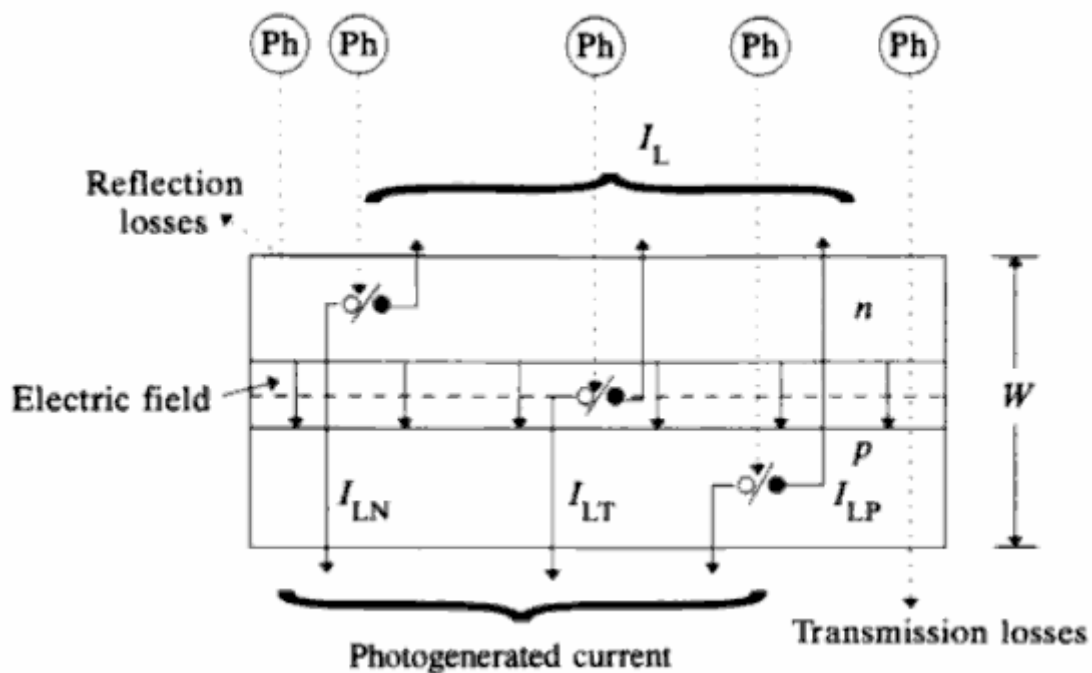 Ph Ph Ph Ph Ph
I_L
Reflection
losses
n
Electric field
W
p
I_LN I_LT I_LP
Transmission losses
Photogenerated current